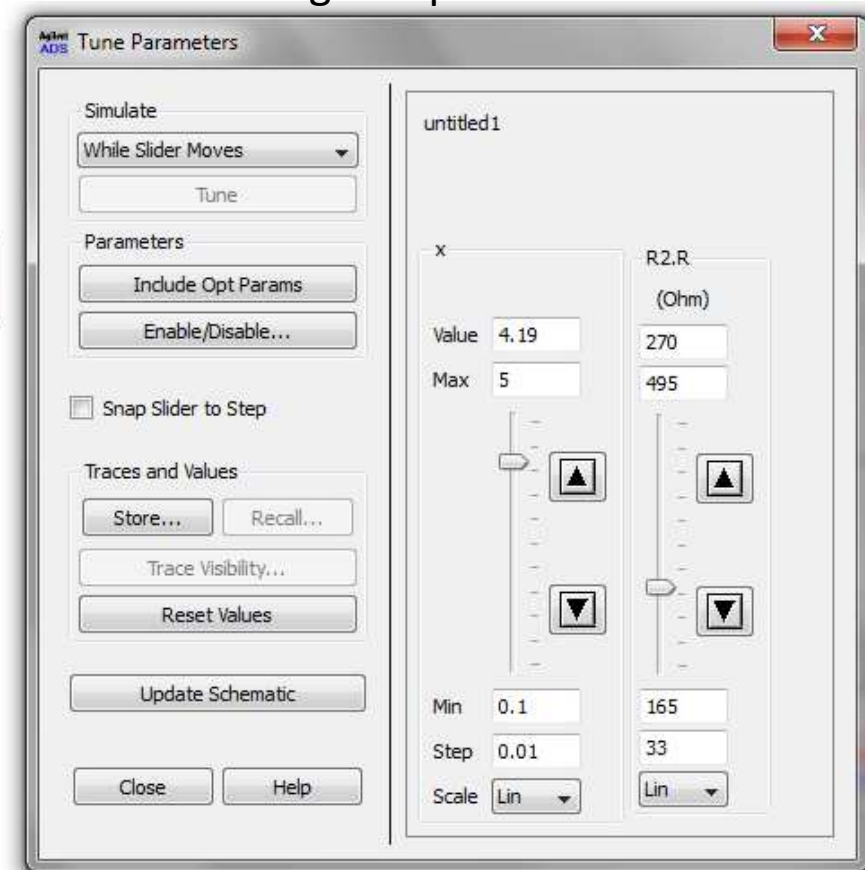 Agilent
ADS
Tune Parameters
Simulate
While Slider Moves
Tune
Parameters
Include Opt Params
Enable/Disable...
Snap Slider to Step
Traces and Values
Store...
Recall...
Trace Visibility...
Reset Values
Update Schematic
Close
Help
untitled1
x
R2.R
(Ohm)
Value 4.19 270
Max 5 495
Min 0.1 165
Step 0.01 33
Scale Lin Lin